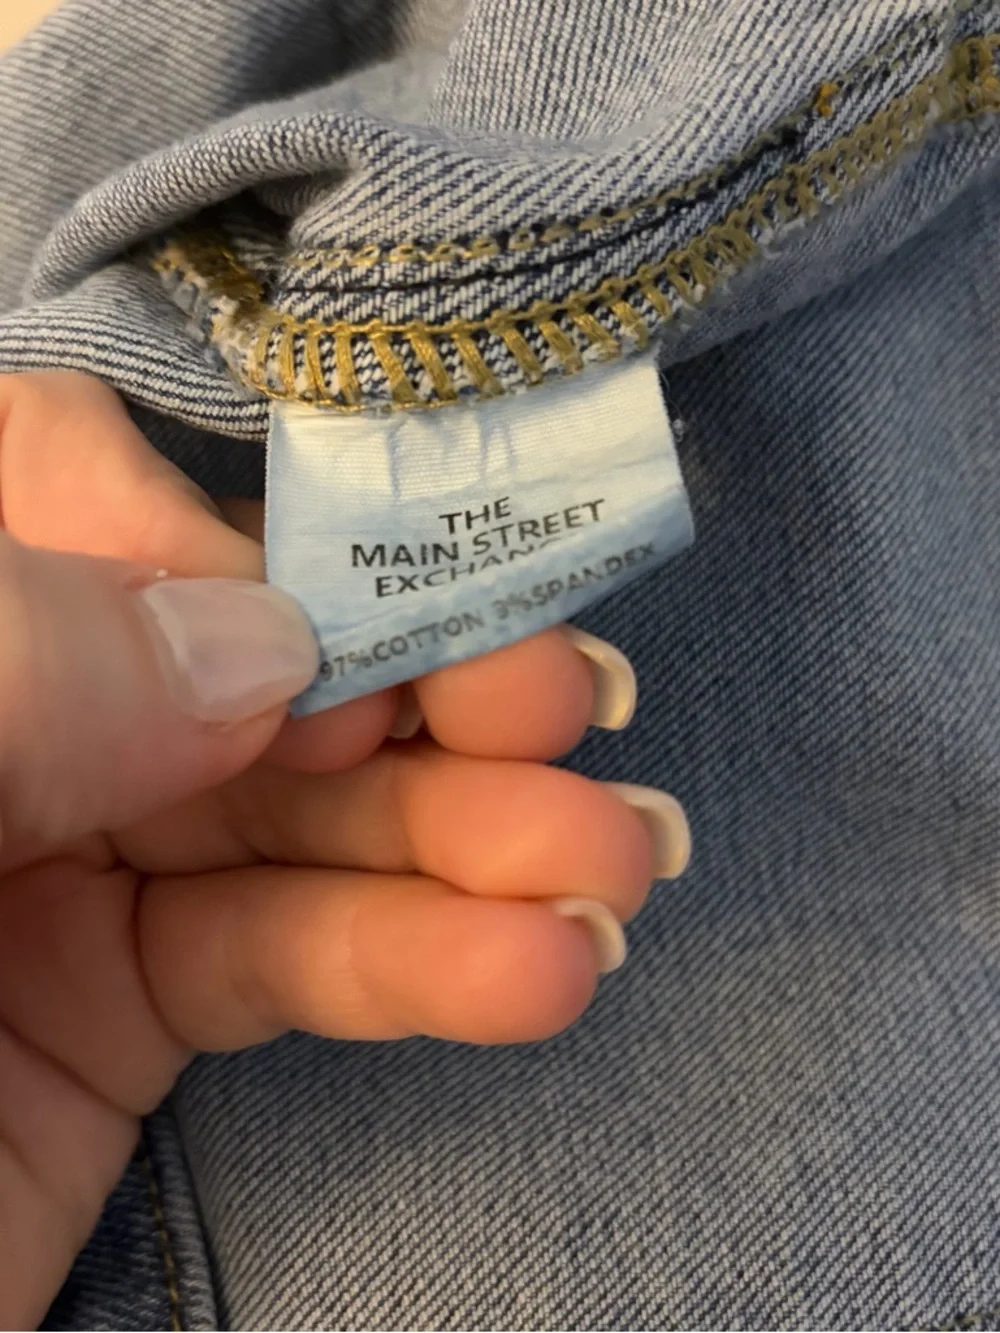 THE
MAIN STREET
EXCHANGE
97%COTTON 3%SPANDEX